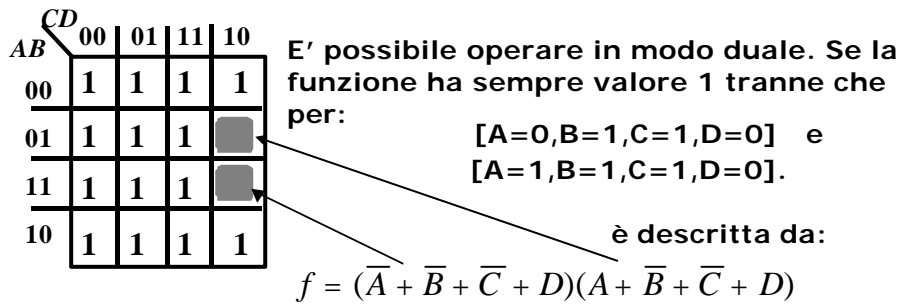 CD
AB
00 01 11 10
00 1 1 1 1
01 1 1 1
11 1 1 1
10 1 1 1 1
E' possibile operare in modo duale. Se la
funzione ha sempre valore 1 tranne che
per:
[A=0,B=1,C=1,D=0] e
[A=1,B=1,C=1,D=0].
è descritta da:
f = (A̅ + B̅ + C̅ + D)(A + B̅ + C̅ + D)